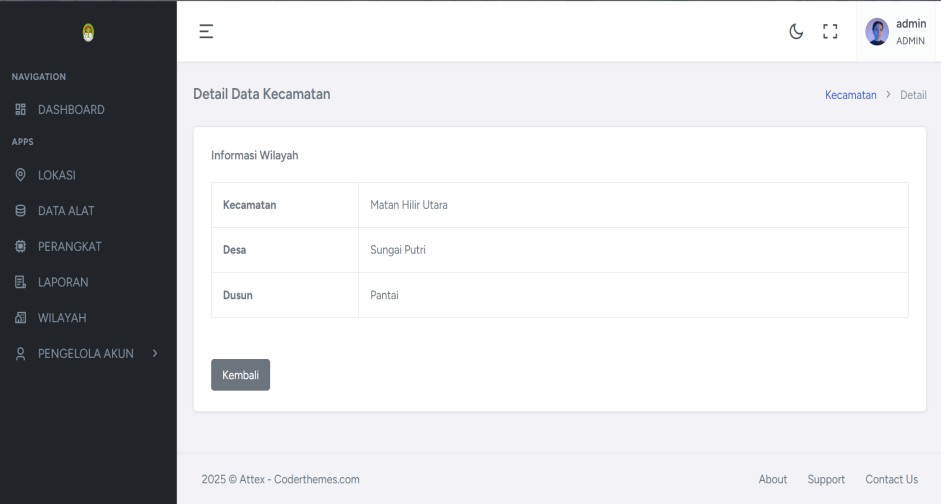 admin
ADMIN
NAVIGATION
DASHBOARD
APPS
LOKASI
DATA ALAT
PERANGKAT
LAPORAN
WILAYAH
PENGELOLA AKUN
Detail Data Kecamatan
Kecamatan > Detail
Informasi Wilayah
Kecamatan Matan Hilir Utara
Desa Sungai Putri
Dusun Pantai
Kembali
2025 © Attex - Coderthemes.com
About Support Contact Us